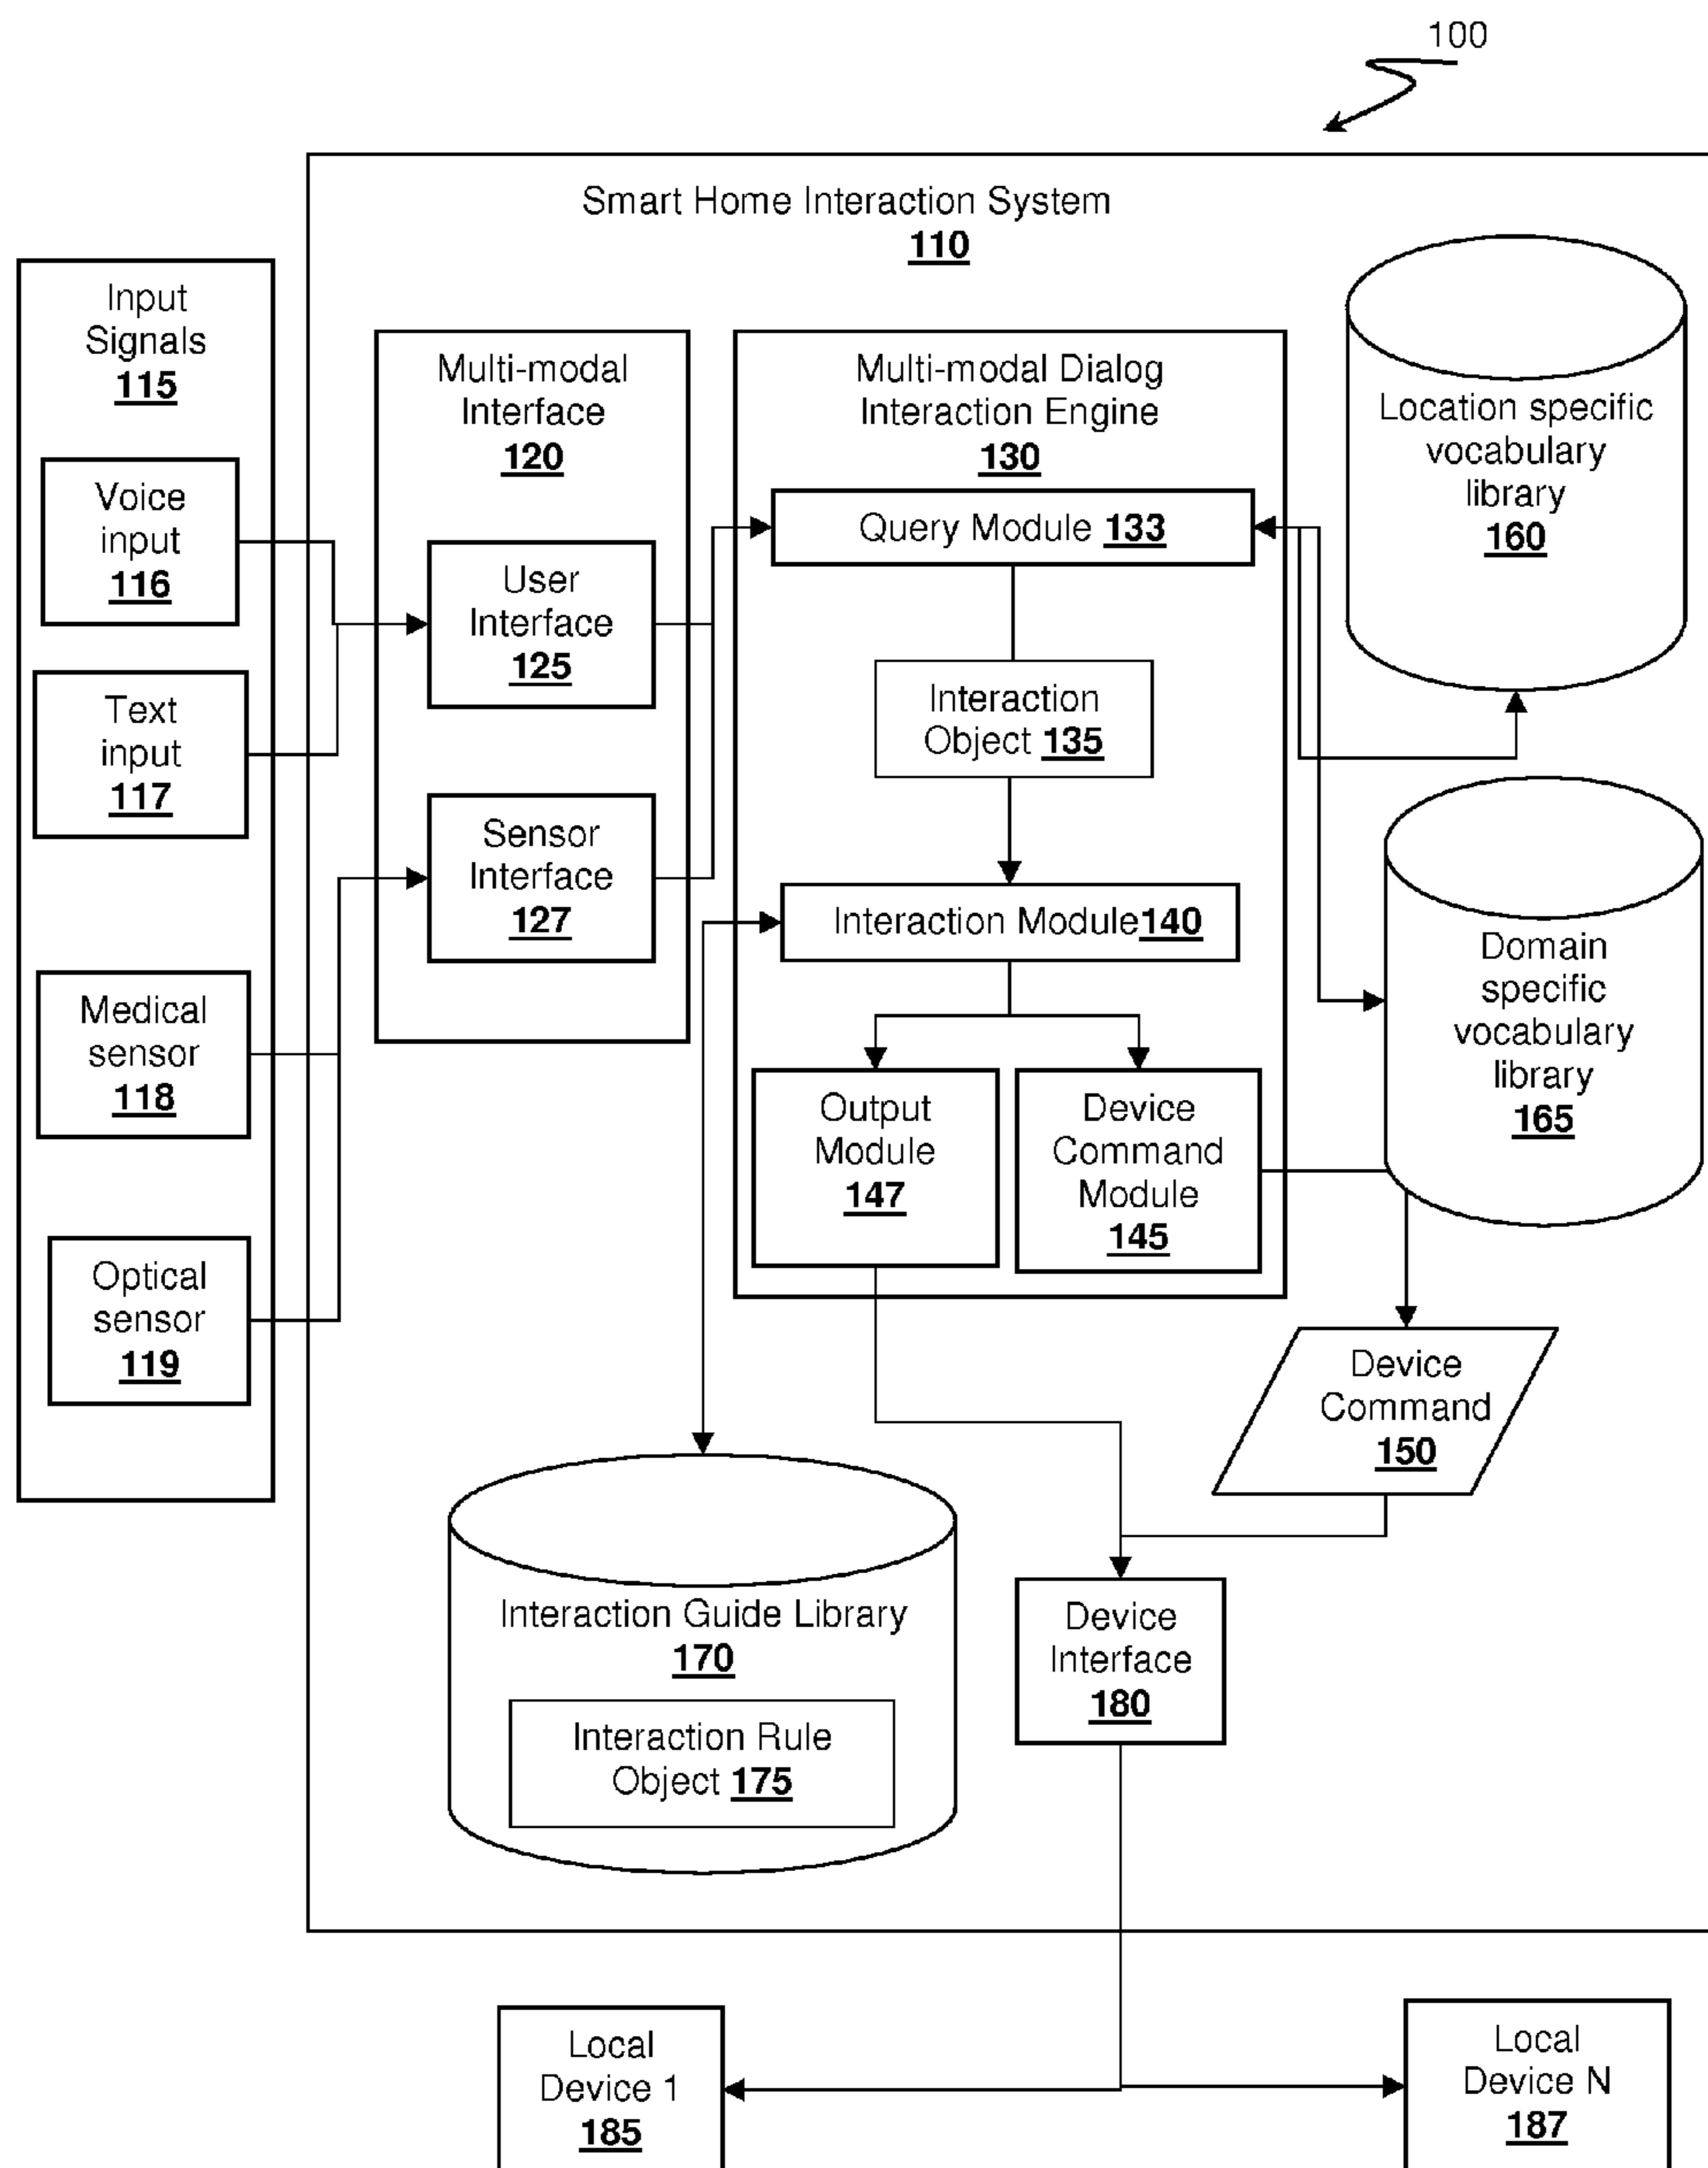 100
Smart Home Interaction System
110
Input
Signals
115
Voice
input
116
Text
input
117
Medical
sensor
118
Optical
sensor
119
Multi-modal
Interface
120
User
Interface
125
Sensor
Interface
127
Multi-modal Dialog
Interaction Engine
130
Query Module 133
Interaction
Object 135
Interaction Module140
Output
Module
147
Device
Command
Module
145
Location specific
vocabulary
library
160
Domain
specific
vocabulary
library
165
Device
Command
150
Interaction Guide Library
170
Interaction Rule
Object 175
Device
Interface
180
Local
Device 1
185
Local
Device N
187